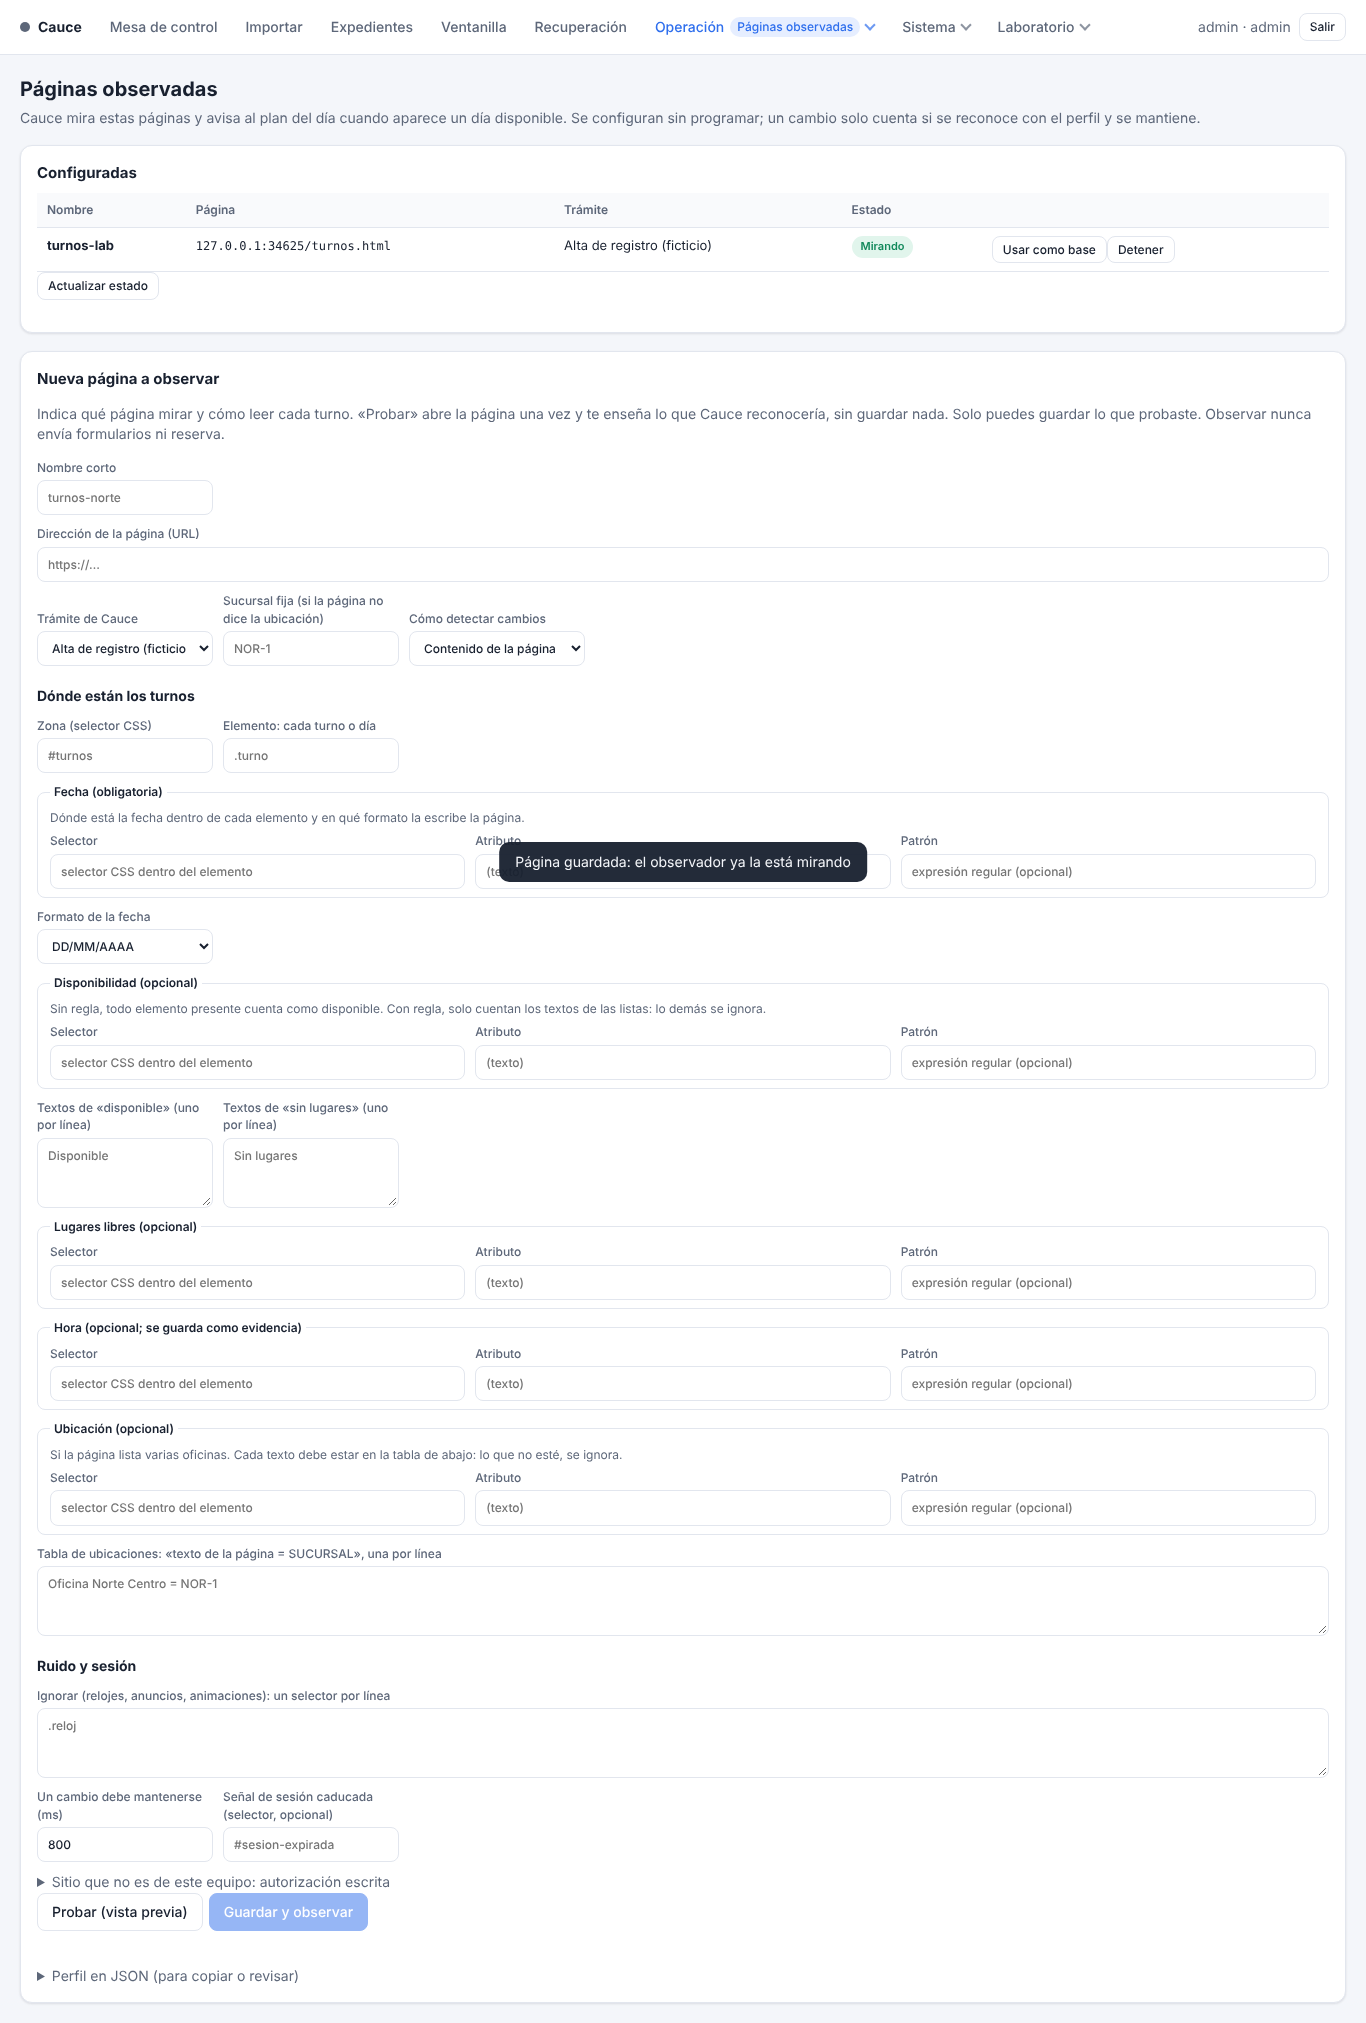 Cauce
Mesa de control
Importar
Expedientes
Ventanilla
Recuperación
Operación
Páginas observadas
Sistema
Laboratorio
admin · admin
Salir
Páginas observadas
Cauce mira estas páginas y avisa al plan del día cuando aparece un día disponible. Se configuran sin programar; un cambio solo cuenta si se reconoce con el perfil y se mantiene.
Configuradas
Nombre Página Trámite Estado
turnos-lab 127.0.0.1:34625/turnos.html Alta de registro (ficticio) Mirando Usar como base Detener
Actualizar estado
Nueva página a observar
Indica qué página mirar y cómo leer cada turno. «Probar» abre la página una vez y te enseña lo que Cauce reconocería, sin guardar nada. Solo puedes guardar lo que probaste. Observar nunca
envía formularios ni reserva.
Nombre corto
turnos-norte
Dirección de la página (URL)
https://...
Trámite de Cauce
Alta de registro (ficticio
Sucursal fija (si la página no
dice la ubicación)
NOR-1
Cómo detectar cambios
Contenido de la página
Dónde están los turnos
Zona (selector CSS)
#turnos
Elemento: cada turno o día
.turno
Fecha (obligatoria)
Dónde está la fecha dentro de cada elemento y en qué formato la escribe la página.
Selector
selector CSS dentro del elemento
Atributo
Patrón
expresión regular (opcional)
Página guardada: el observador ya la está mirando
Formato de la fecha
DD/MM/AAAA
Disponibilidad (opcional)
Sin regla, todo elemento presente cuenta como disponible. Con regla, solo cuentan los textos de las listas: lo demás se ignora.
Selector
selector CSS dentro del elemento
Atributo
(texto)
Patrón
expresión regular (opcional)
Textos de «disponible» (uno
por línea)
Disponible
Textos de «sin lugares» (uno
por línea)
Sin lugares
Lugares libres (opcional)
Selector
selector CSS dentro del elemento
Atributo
(texto)
Patrón
expresión regular (opcional)
Hora (opcional; se guarda como evidencia)
Selector
selector CSS dentro del elemento
Atributo
(texto)
Patrón
expresión regular (opcional)
Ubicación (opcional)
Si la página lista varias oficinas. Cada texto debe estar en la tabla de abajo: lo que no esté, se ignora.
Selector
selector CSS dentro del elemento
Atributo
(texto)
Patrón
expresión regular (opcional)
Tabla de ubicaciones: «texto de la página = SUCURSAL», una por línea
Oficina Norte Centro = NOR-1
Ruido y sesión
Ignorar (relojes, anuncios, animaciones): un selector por línea
.reloj
Un cambio debe mantenerse
(ms)
800
Señal de sesión caducada
(selector, opcional)
#sesion-expirada
Sitio que no es de este equipo: autorización escrita
Probar (vista previa)
Guardar y observar
Perfil en JSON (para copiar o revisar)